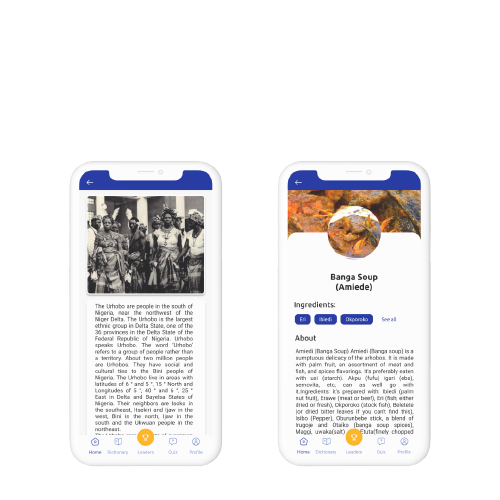 The Urhobo are people in the south of
Nigeria, near the northwest of the
Niger Delta. The Urhobo is the largest
ethnic group in Delta State, one of the
36 provinces in the Delta State of the
Federal Republic of Nigeria. Urhobo
speaks Urhobo. The word 'Urhobo'
refers to a group of people rather than
a territory. About two million people
are Urhobos. They have social and
cultural ties to the Bini people of
Nigeria. The Urhobo live in areas with
latitudes of 6 ° and 5 °, 15 ° North and
Longitudes of 5 °, 40 ° and 5 °, 25 °
East in Delta and Bayelsa States of
Nigeria. Their neighbors are Isoko in
the southeast, Itsekiri and Ijaw in the
west, Bini in the north, Ijaw in the
south and the Ukwuan people in the
northeast.
Home
Dictionary
Leaders
Quiz
Profile
Banga Soup
(Amiede)
Ingredients:
Eri
Ibiedi
Okporoko
See all
About
Amiedi (Banga Soup) Amiedi (Banga soup) is a
sumptuous delicacy of the urhobos. It is made
with palm fruit, an assortment of meat and
fish, and spices flavorings. It's preferably eaten
with usi (starch). Akpu (fufu) igari (eba),
semovita, etc, can as well go with
it.Ingredients: It's prepared with Ibiedi (palm
nut fruit), Erawe (meat or beef), Eri (fish; either
dried or fresh), Okporoko (stock fish), Beletete
(or dried bitter leaves if you can't find this),
Isibo (Pepper), Oburunbebe stick, a blend of
Irugoje and Otaiko (banga soup spices),
Maggi, uwaka(salt) Etuta(finely chopped
Home
Dictionary
Leaders
Quiz
Profile